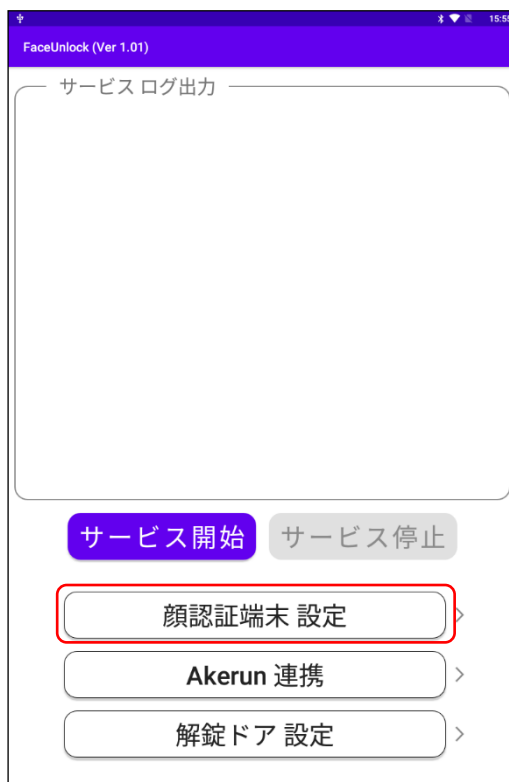 15:55
FaceUnlock (Ver 1.01)
サービス ログ出力
サービス開始
サービス停止
顔認証端末 設定
Akerun 連携
解錠ドア 設定